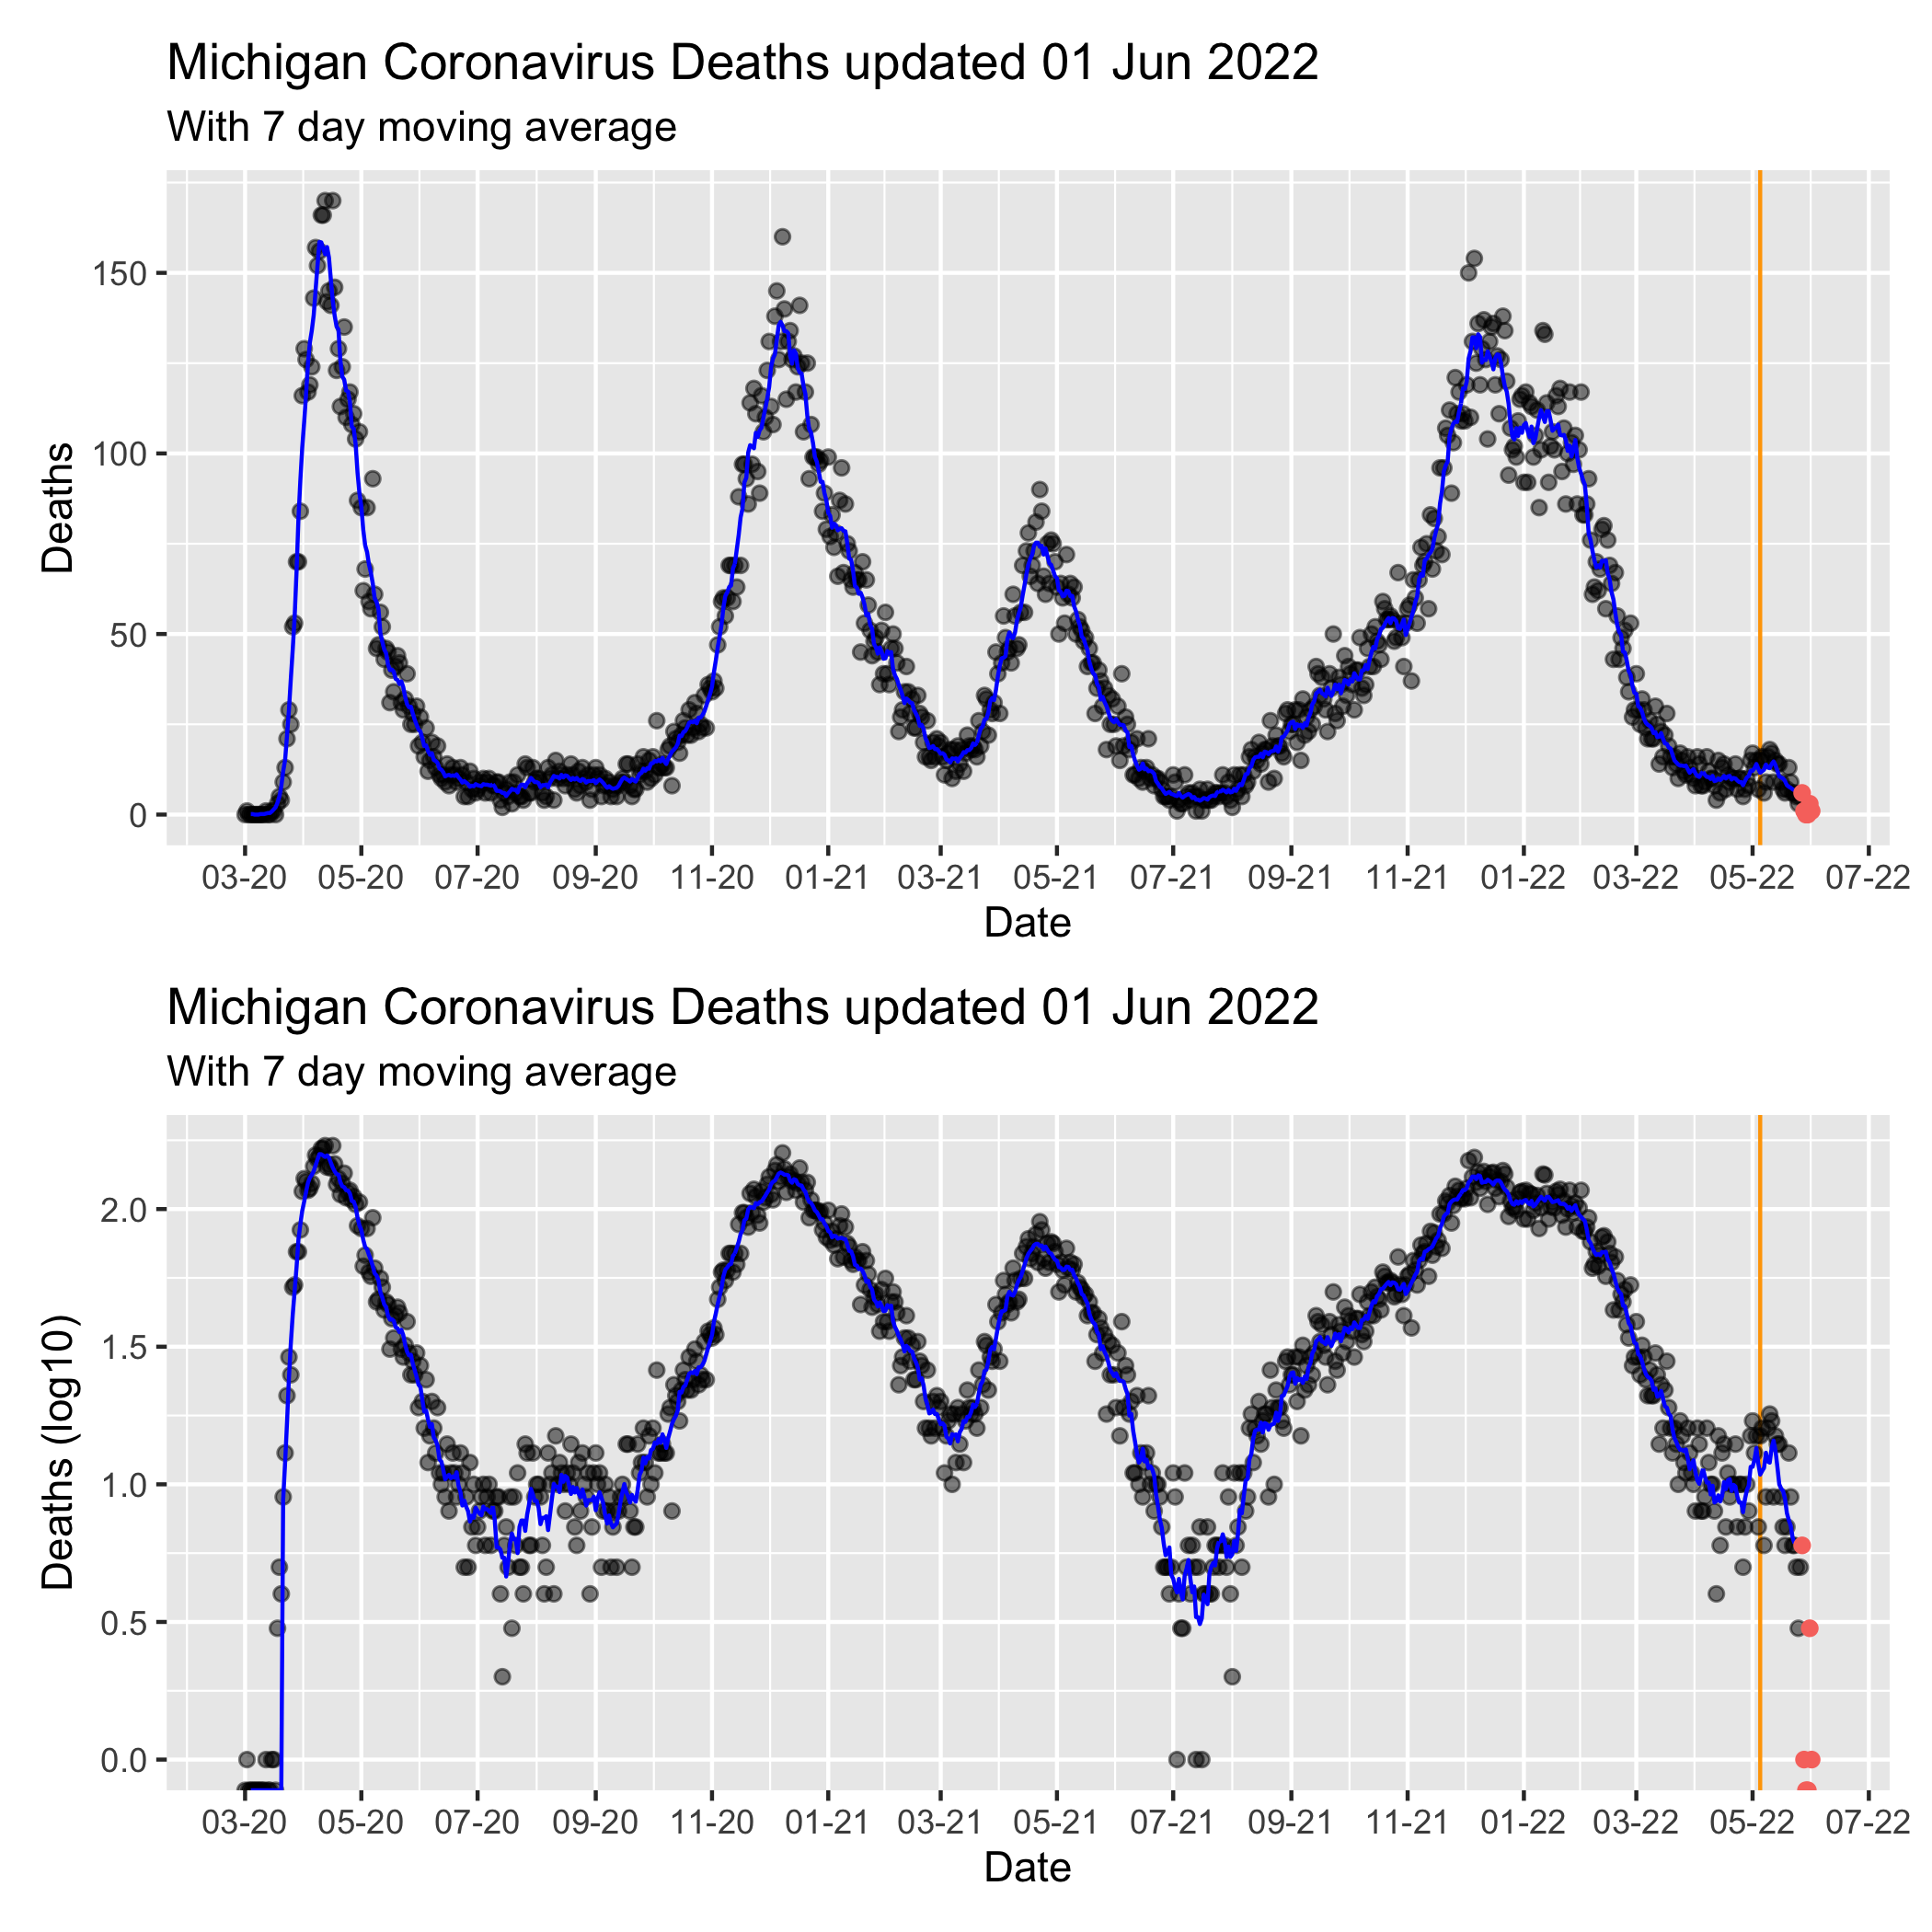 Michigan Coronavirus Deaths updated 01 Jun 2022
With 7 day moving average
Deaths
150
100
50
0
03-20 05-20 07-20 09-20 11-20 01-21 03-21 05-21 07-21 09-21 11-21 01-22 03-22 05-22 07-22
Date
Michigan Coronavirus Deaths updated 01 Jun 2022
With 7 day moving average
Deaths (log10)
2.0
1.5
1.0
0.5
0.0
03-20 05-20 07-20 09-20 11-20 01-21 03-21 05-21 07-21 09-21 11-21 01-22 03-22 05-22 07-22
Date